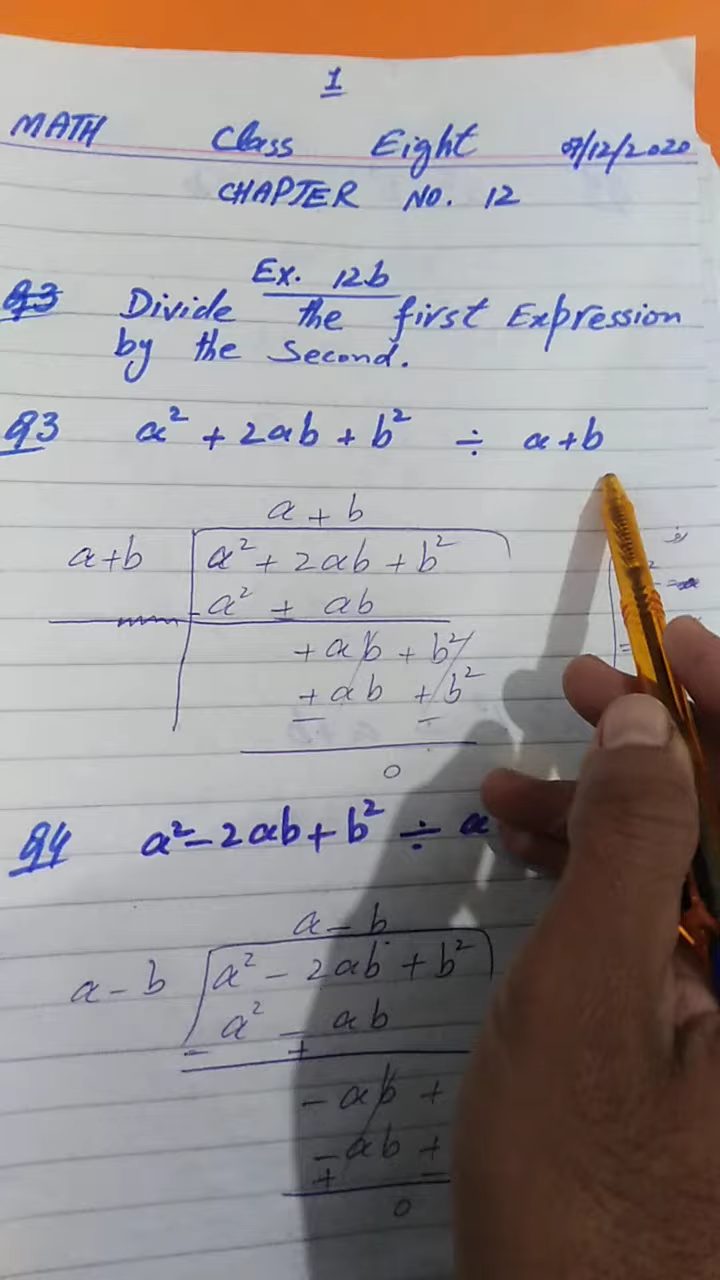 1
MATH Class Eight 07/12/2020
CHAPTER NO. 12
Ex. 12b
Q3 Divide the first Expression
by the Second.
Q3 a² + 2ab + b² ÷ a+b
a + b
a+b a² + 2ab + b²
-a² ± ab
+ ab + b²
+ab + b²
- -
0
Q4 a² - 2ab + b² ÷ a
a - b
a - b a² - 2ab + b²
a² - ab
- +
- ab +
- ab +
+ -
0